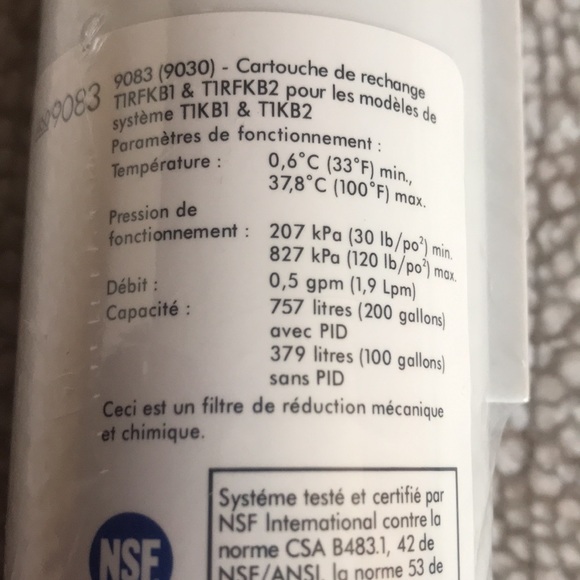 9083
9083 (9030) - Cartouche de rechange
T1RFKB1 & T1RFKB2 pour les modèles de
système T1KB1 & T1KB2
Paramètres de fonctionnement :
Température : 0,6°C (33°F) min.,
37,8°C (100°F) max.
Pression de
fonctionnement : 207 kPa (30 lb/po²) min.
827 kPa (120 lb/po²) max.
Débit : 0,5 gpm (1,9 Lpm)
Capacité : 757 litres (200 gallons)
avec PID
379 litres (100 gallons)
sans PID
Ceci est un filtre de réduction mécanique
et chimique.
NSF
Systéme testé et certifié par
NSF International contre la
norme CSA B483.1, 42 de
NSF/ANSI, la norme 53 de